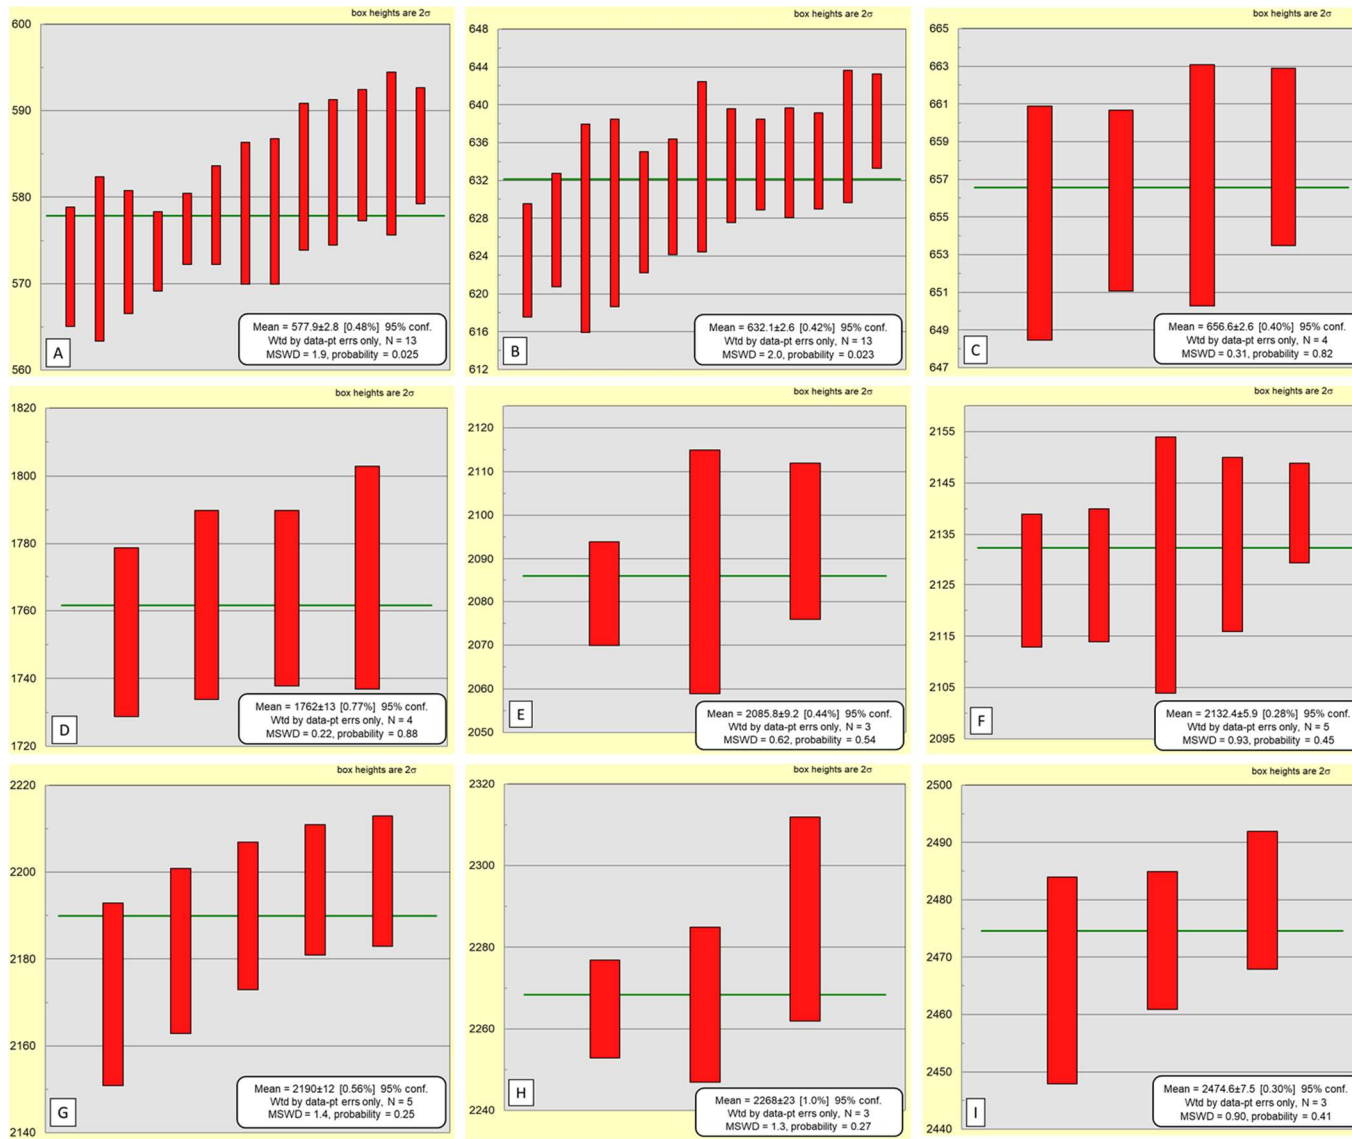 box heights are 2σ
600
590
580
570
560
A
Mean = 577.9±2.8 [0.48%] 95% conf.
Wtd by data-pt errs only, N = 13
MSWD = 1.9, probability = 0.025
box heights are 2σ
648
644
640
636
632
628
624
620
616
612
B
Mean = 632.1±2.6 [0.42%] 95% conf.
Wtd by data-pt errs only, N = 13
MSWD = 2.0, probability = 0.023
box heights are 2σ
665
663
661
659
657
655
653
651
649
647
C
Mean = 656.6±2.6 [0.40%] 95% conf.
Wtd by data-pt errs only, N = 4
MSWD = 0.31, probability = 0.82
box heights are 2σ
1820
1800
1780
1760
1740
1720
D
Mean = 1762±13 [0.77%] 95% conf.
Wtd by data-pt errs only, N = 4
MSWD = 0.22, probability = 0.88
box heights are 2σ
2120
2110
2100
2090
2080
2070
2060
2050
E
Mean = 2085.8±9.2 [0.44%] 95% conf.
Wtd by data-pt errs only, N = 3
MSWD = 0.62, probability = 0.54
box heights are 2σ
2155
2145
2135
2125
2115
2105
2095
F
Mean = 2132.4±5.9 [0.28%] 95% conf.
Wtd by data-pt errs only, N = 5
MSWD = 0.93, probability = 0.45
box heights are 2σ
2220
2200
2180
2160
2140
G
Mean = 2190±12 [0.56%] 95% conf.
Wtd by data-pt errs only, N = 5
MSWD = 1.4, probability = 0.25
box heights are 2σ
2320
2300
2280
2260
2240
H
Mean = 2268±23 [1.0%] 95% conf.
Wtd by data-pt errs only, N = 3
MSWD = 1.3, probability = 0.27
box heights are 2σ
2500
2490
2480
2470
2460
2450
2440
I
Mean = 2474.6±7.5 [0.30%] 95% conf.
Wtd by data-pt errs only, N = 3
MSWD = 0.90, probability = 0.41